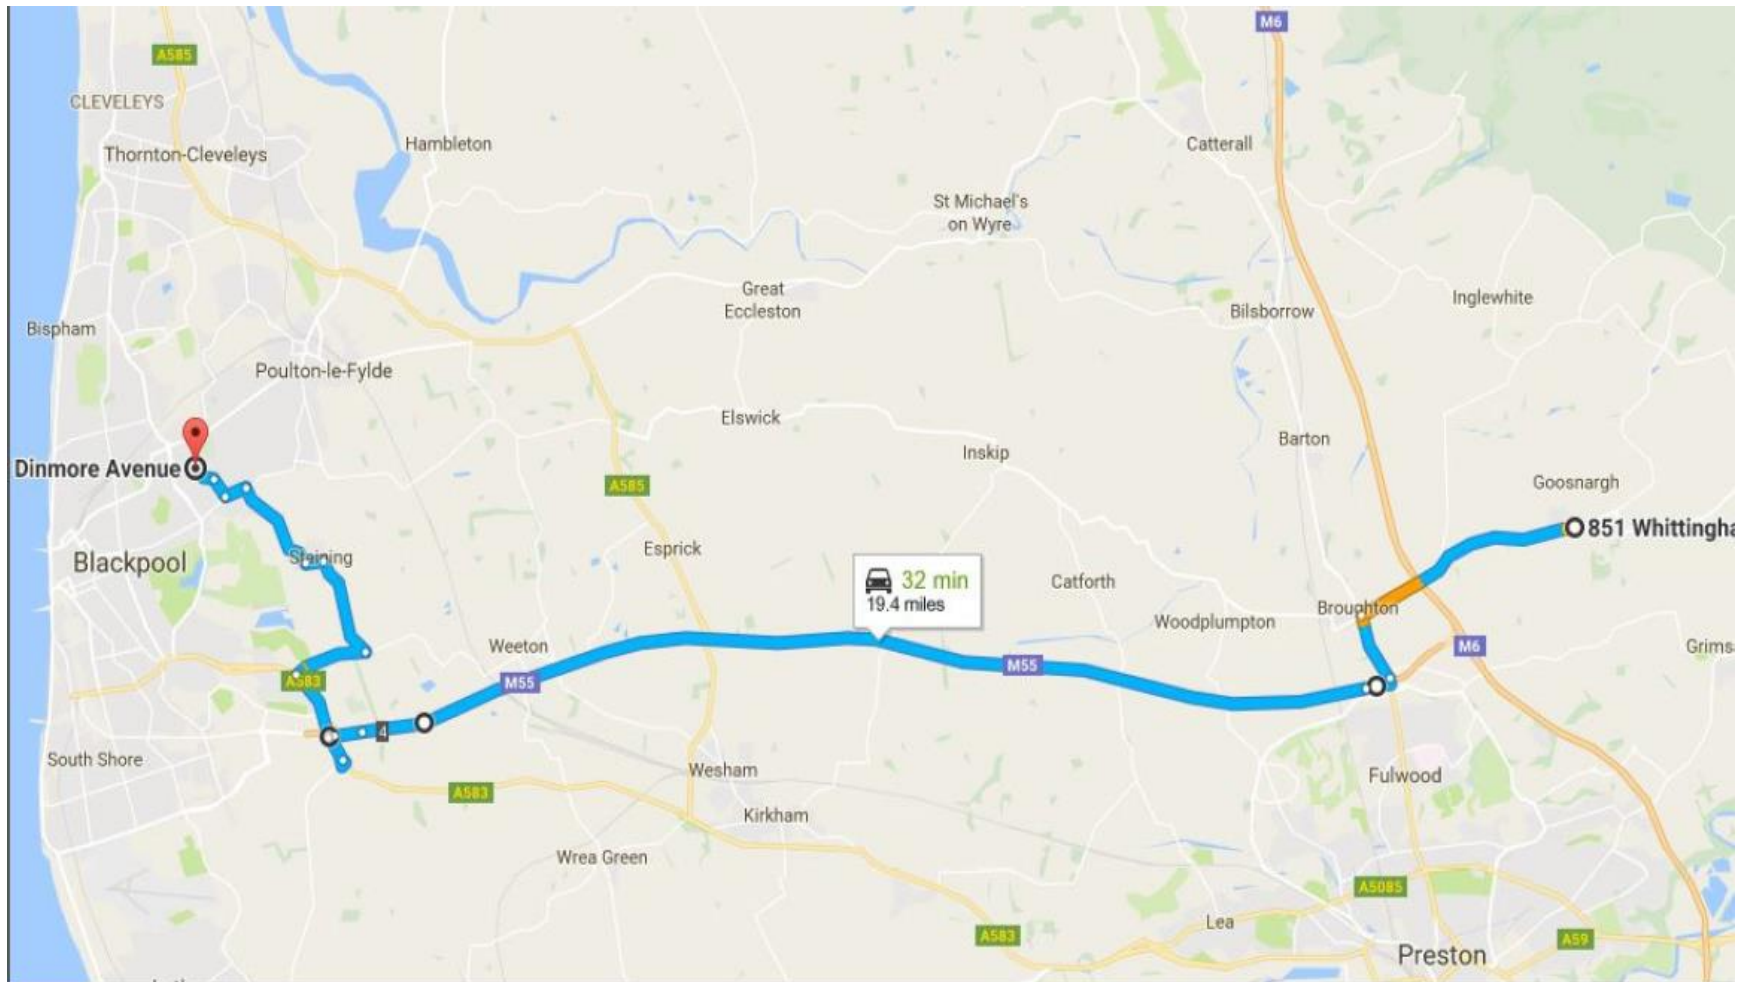 M6
A585
CLEVELEYS
Thornton-Cleveleys
Hambleton
Catterall
St Michael's
on Wyre
Great
Eccleston
Inglewhite
Bilsborrow
Bispham
Poulton-le-Fylde
Elswick
Barton
Inskip
Dinmore Avenue
A585
Goosnargh
851 Whittingha
Blackpool
Staining
Esprick
32 min
19.4 miles
Catforth
Broughton
Woodplumpton
Weeton
M6
Grims
M55
M55
A583
4
South Shore
Wesham
Fulwood
A583
Kirkham
Wrea Green
A5085
Lea
A583
A59
Preston